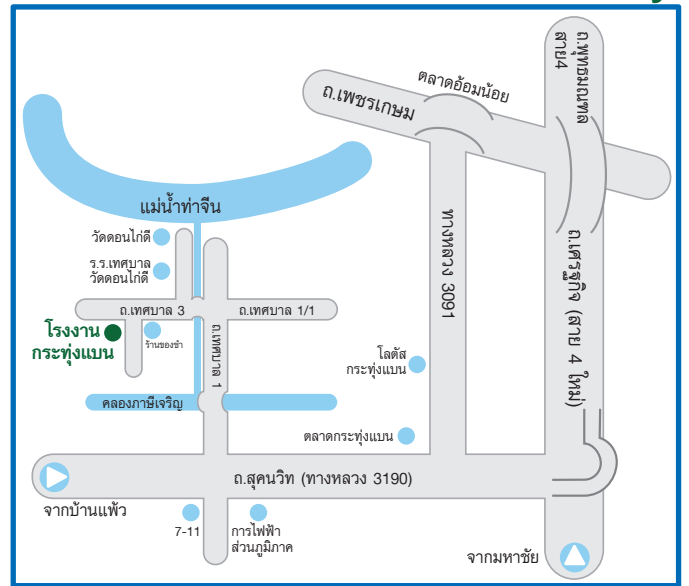 ถ.พุทธมณฑล
สาย4
ตลาดอ้อมน้อย
ถ.เพชรเกษม
แม่น้ำท่าจีน
วัดดอนไก่ดี
ร.ร.เทศบาล
วัดดอนไก่ดี
ทางหลวง 3091
ถ.เศรฐกิจ (สาย 4 ใหม่)
ถ.เทศบาล 3
ถ.เทศบาล 1/1
โรงงาน
กระทุ่งแบน
ร้านของชำ
ถ.เทศบาล 1
โลตัส
กระทุ่งแบน
คลองภาษีเจริญ
ตลาดกระทุ่งแบน
ถ.สุคนวิท (ทางหลวง 3190)
จากบ้านแพ้ว
7-11
การไฟฟ้า
ส่วนภูมิภาค
จากมหาชัย